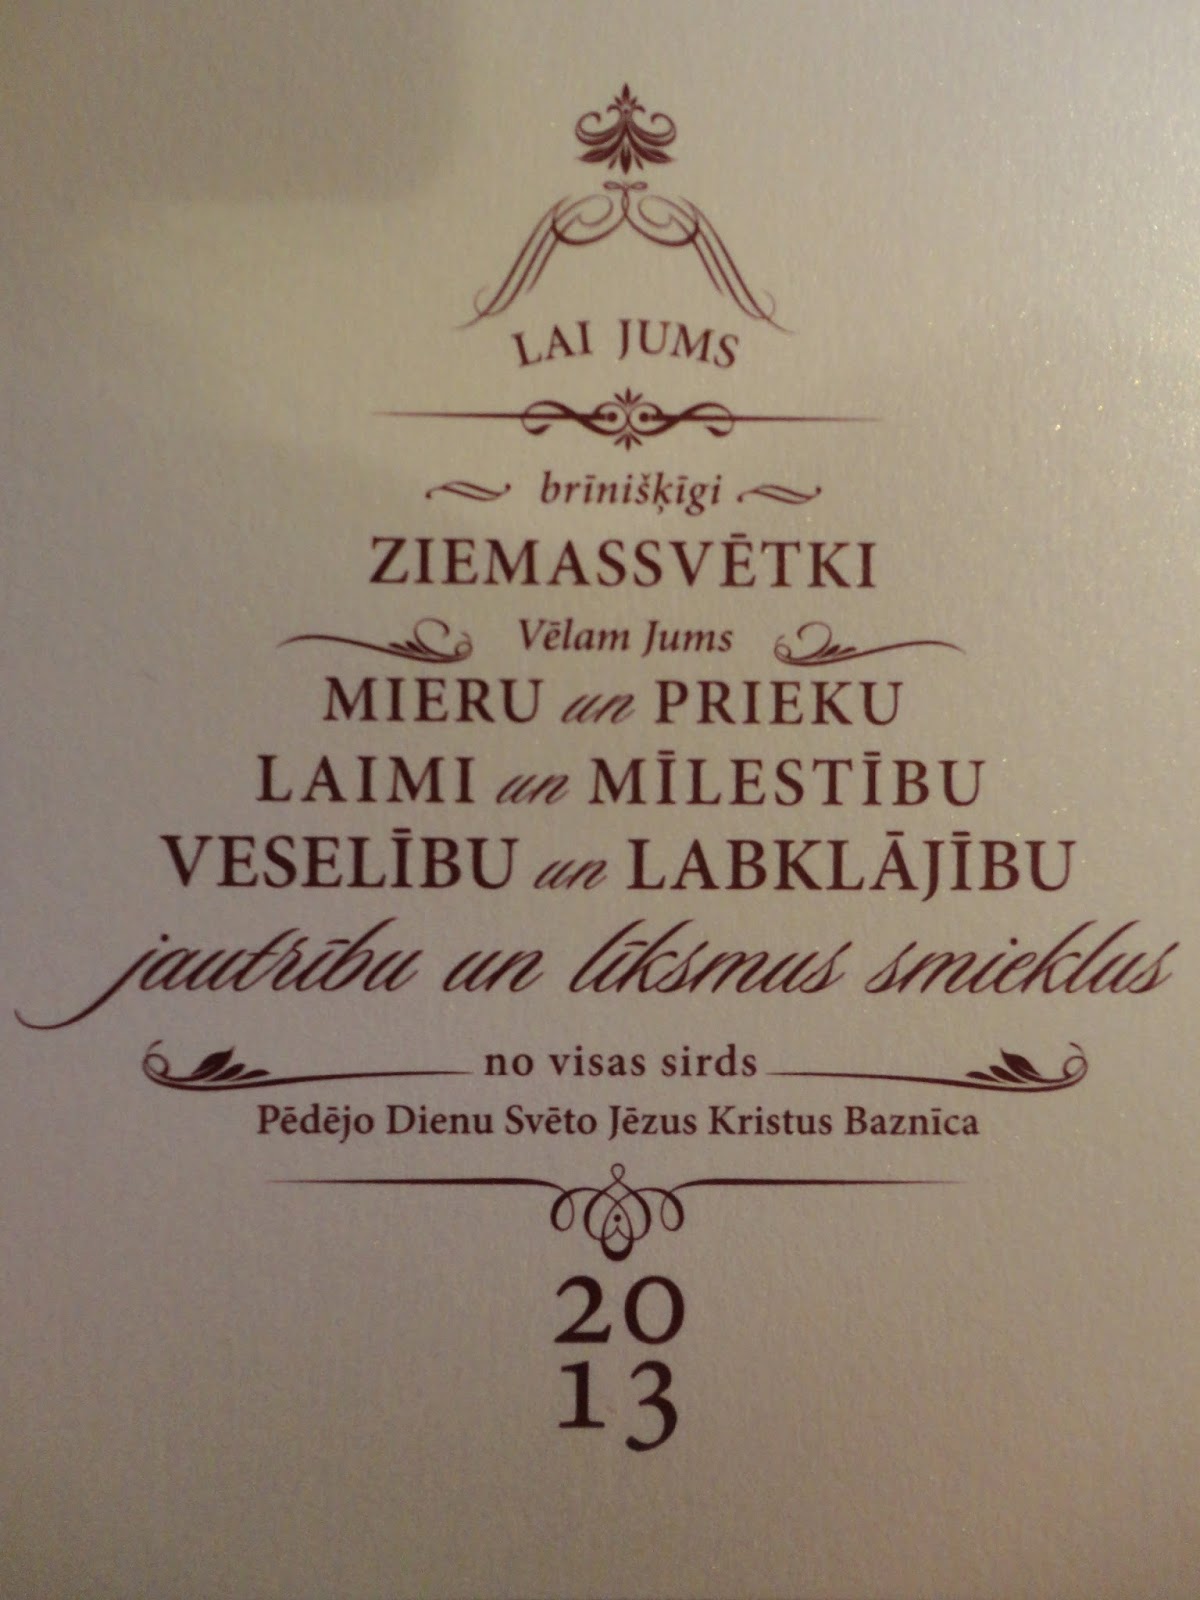 LAI JUMS
brīnišķīgi
ZIEMASSVĒTKI
Vēlam Jums
MIERU un PRIEKU
LAIMI un MĪLESTĪBU
VESELĪBU un LABKLĀJĪBU
jautrību un līksmus smieklus
no visas sirds
Pēdējo Dienu Svēto Jēzus Kristus Baznīca
20
13